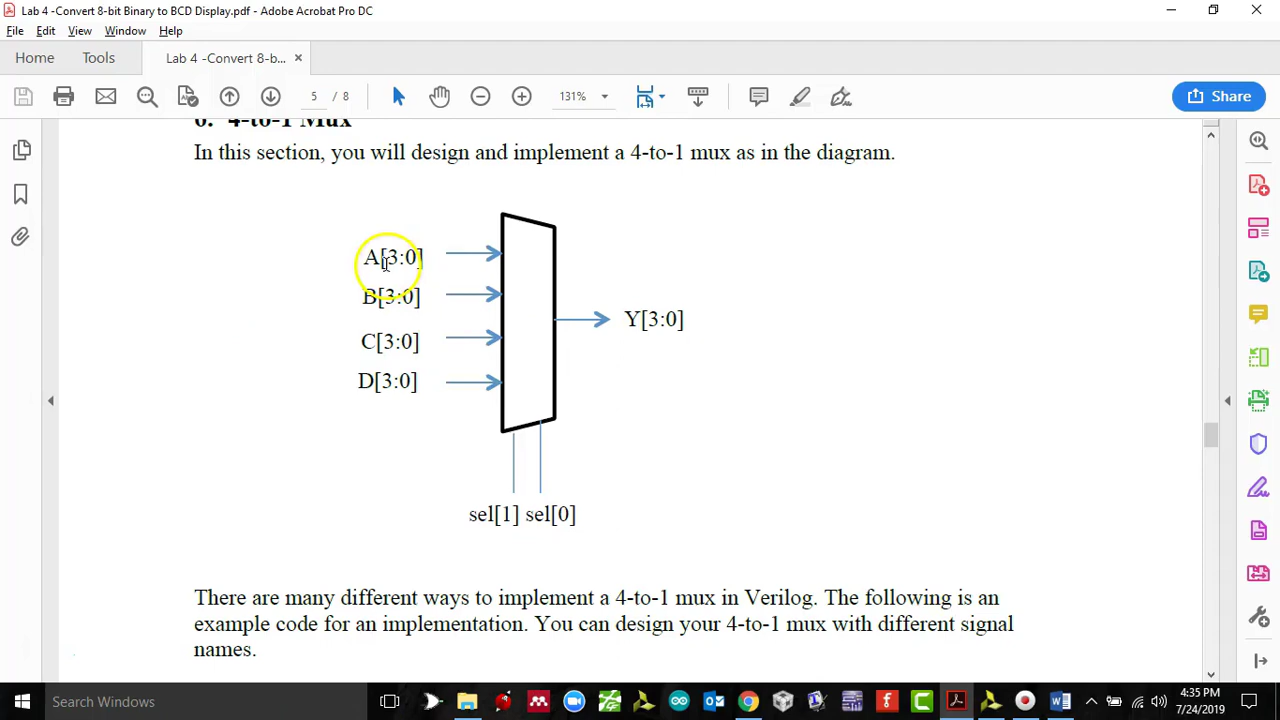 Lab 4 -Convert 8-bit Binary to BCD Display.pdf - Adobe Acrobat Pro DC
File Edit View Window Help
Home Tools Lab 4 -Convert 8-b... ×
5 / 8 131% Share
6. 4-to-1 Mux
In this section, you will design and implement a 4-to-1 mux as in the diagram.
A[3:0]
B[3:0]
Y[3:0]
C[3:0]
D[3:0]
sel[1] sel[0]
There are many different ways to implement a 4-to-1 mux in Verilog. The following is an
example code for an implementation. You can design your 4-to-1 mux with different signal
names.
Search Windows
4:35 PM
7/24/2019